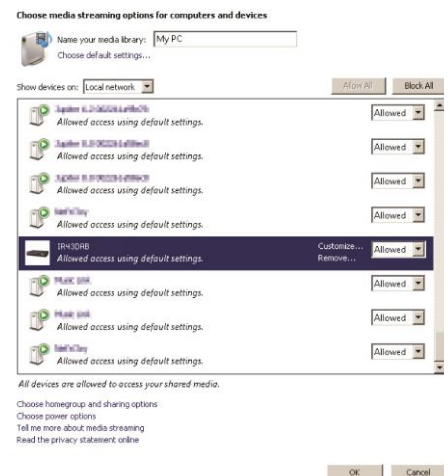 Choose media streaming options for computers and devices
Name your media library: My PC
Choose default settings...
Show devices on: Local network
Allow All
Block All
Allowed
Allowed access using default settings.
Allowed
Allowed access using default settings.
Allowed
Allowed access using default settings.
Allowed
Allowed access using default settings.
IR43DAB Customize... Allowed
Allowed access using default settings. Remove...
Allowed
Allowed access using default settings.
Allowed
Allowed access using default settings.
Allowed
Allowed access using default settings.
All devices are allowed to access your shared media.
Choose homegroup and sharing options
Choose power options
Tell me more about media streaming
Read the privacy statement online
OK Cancel